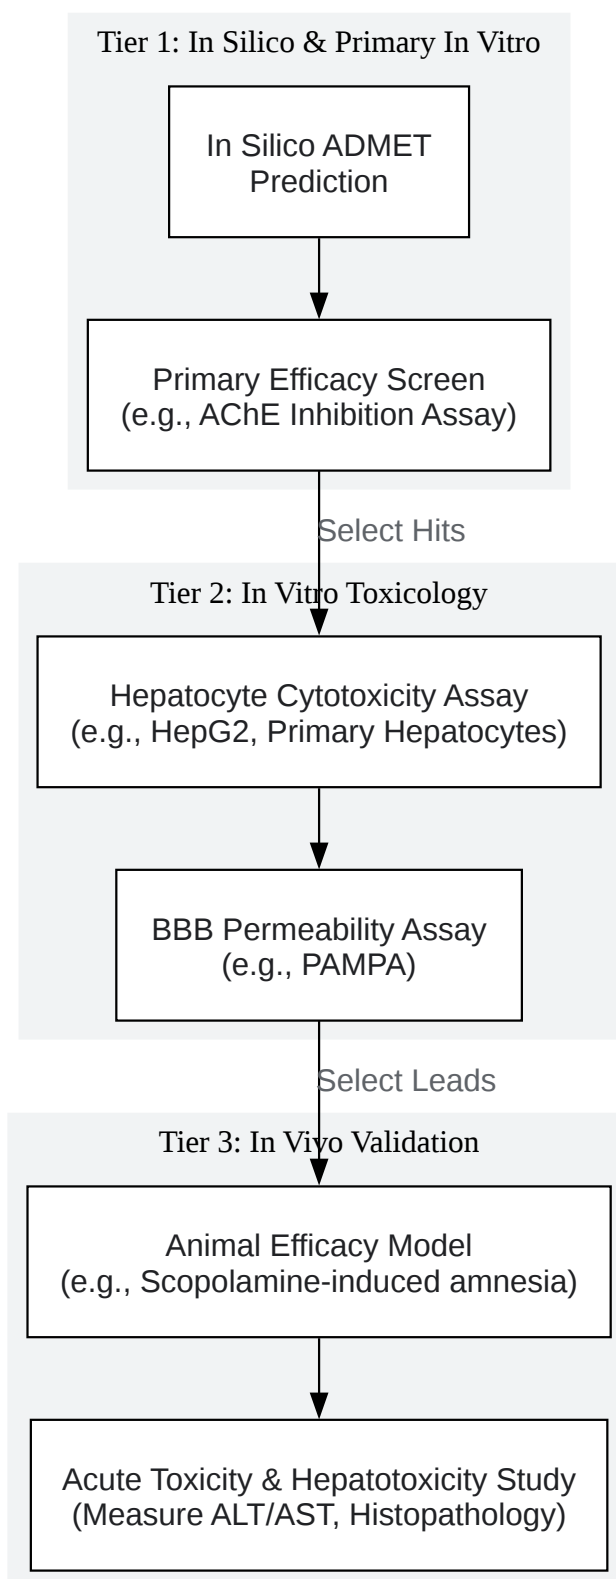 Tier 1: In Silico & Primary In Vitro
In Silico ADMET
Prediction
Primary Efficacy Screen
(e.g., AChE Inhibition Assay)
Select Hits
Tier 2: In Vitro Toxicology
Hepatocyte Cytotoxicity Assay
(e.g., HepG2, Primary Hepatocytes)
BBB Permeability Assay
(e.g., PAMPA)
Select Leads
Tier 3: In Vivo Validation
Animal Efficacy Model
(e.g., Scopolamine-induced amnesia)
Acute Toxicity & Hepatotoxicity Study
(Measure ALT/AST, Histopathology)